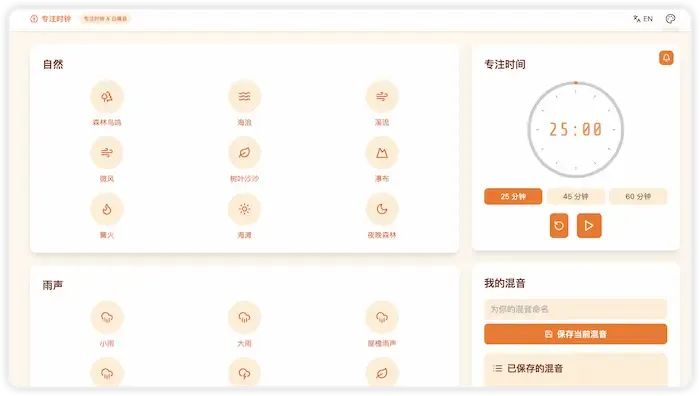 专注时钟 专注时钟 & 白噪音 EN
自然
森林鸟鸣 海浪 溪流
微风 树叶沙沙 瀑布
篝火 海滩 夜晚森林
雨声
小雨 大雨 屋檐雨声
专注时间
25:00
25 分钟 45 分钟 60 分钟
我的混音
为你的混音命名
保存当前混音
已保存的混音